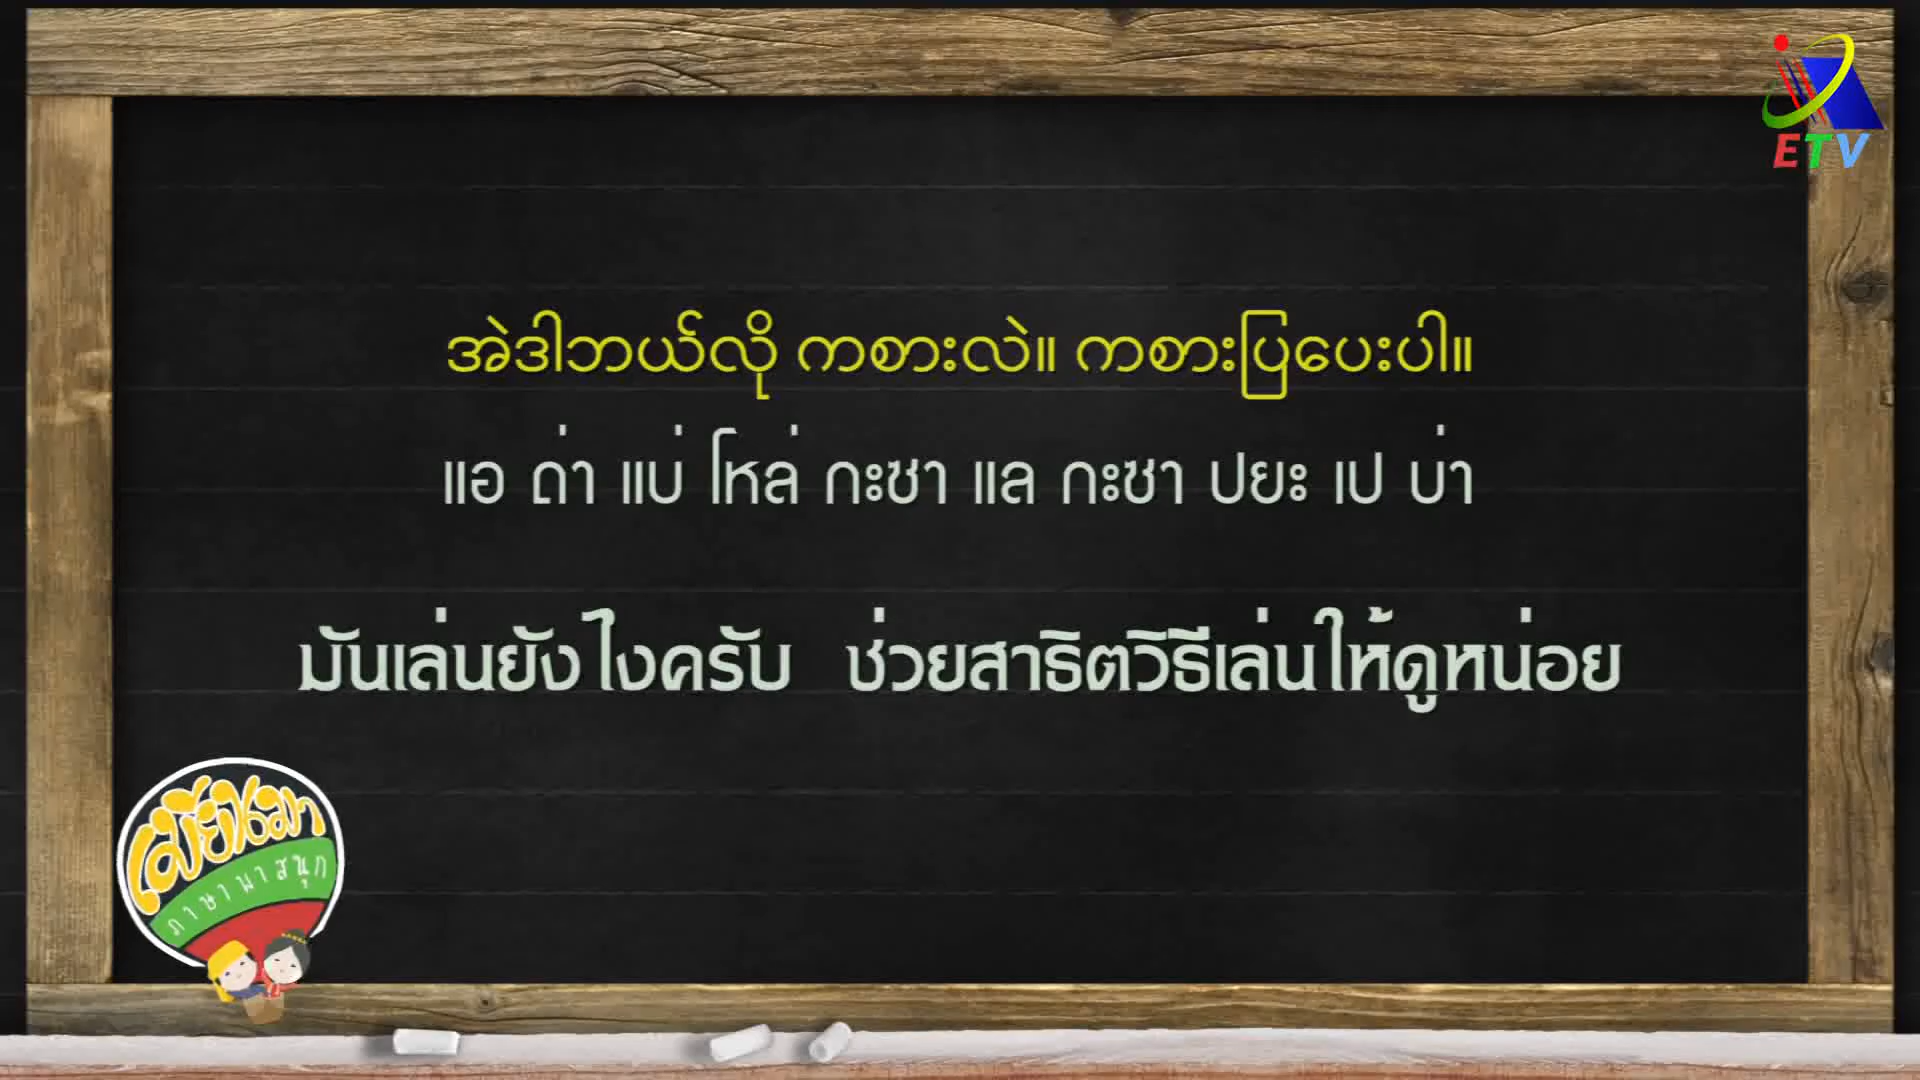 ETV
အဲဒါဘယ်လို ကစားလဲ။ ကစားပြပေးပါ။
แอ ด่า แบ่ โหล่ กะซา แล กะซา ปยะ เป บ่า
มันเล่นยังไงครับ ช่วยสาธิตวิธีเล่นให้ดูหน่อย
เมียนมา
ภาษาพาสนุก